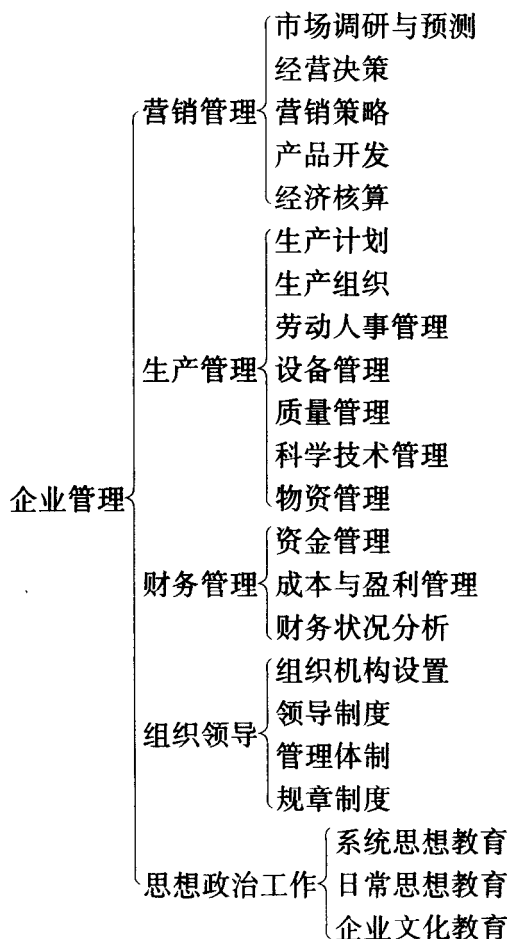 企业管理
营销管理
市场调研与预测
经营决策
营销策略
产品开发
经济核算
生产管理
生产计划
生产组织
劳动人事管理
设备管理
质量管理
科学技术管理
物资管理
财务管理
资金管理
成本与盈利管理
财务状况分析
组织领导
组织机构设置
领导制度
管理体制
规章制度
思想政治工作
系统思想教育
日常思想教育
企业文化教育